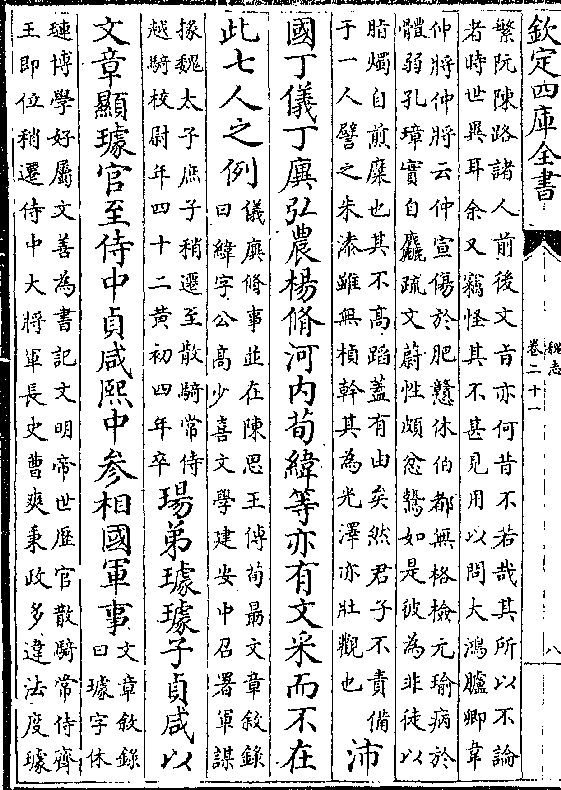 欽定四庫全書
魏志
卷二十一
八
繁阮陳路諸人前後文旨亦何昔不若哉其所以不論
者時世異耳余又竊怪其不甚見用以問大鴻臚卿韋
仲將仲將云仲宣傷於肥戇休伯都無格檢元瑜病於
體弱孔璋實自麤疏文蔚性頗忿鷙如是彼為非徒以
脂燭自煎糜也其不高蹈蓋有由矣然君子不責備
于一人譬之朱漆雖無楨幹其為光澤亦壯觀也
沛
國丁儀丁廙弘農楊脩河內荀緯等亦有文采而不在
此七人之例
儀廙脩事並在陳思王傳荀勗文章敘錄
曰緯字公高少喜文學建安中召署軍謀
掾魏太子庶子稍遷至散騎常侍
越騎校尉年四十二黃初四年卒
瑒弟璩璩子貞咸以
文章顯璩官至侍中貞咸熙中参相國軍事
文章敘錄
曰璩字休
璉博學好屬文善為書記文明帝世歷官散騎常侍齊
王即位稍遷侍中大將軍長史曹爽秉政多違法度璩